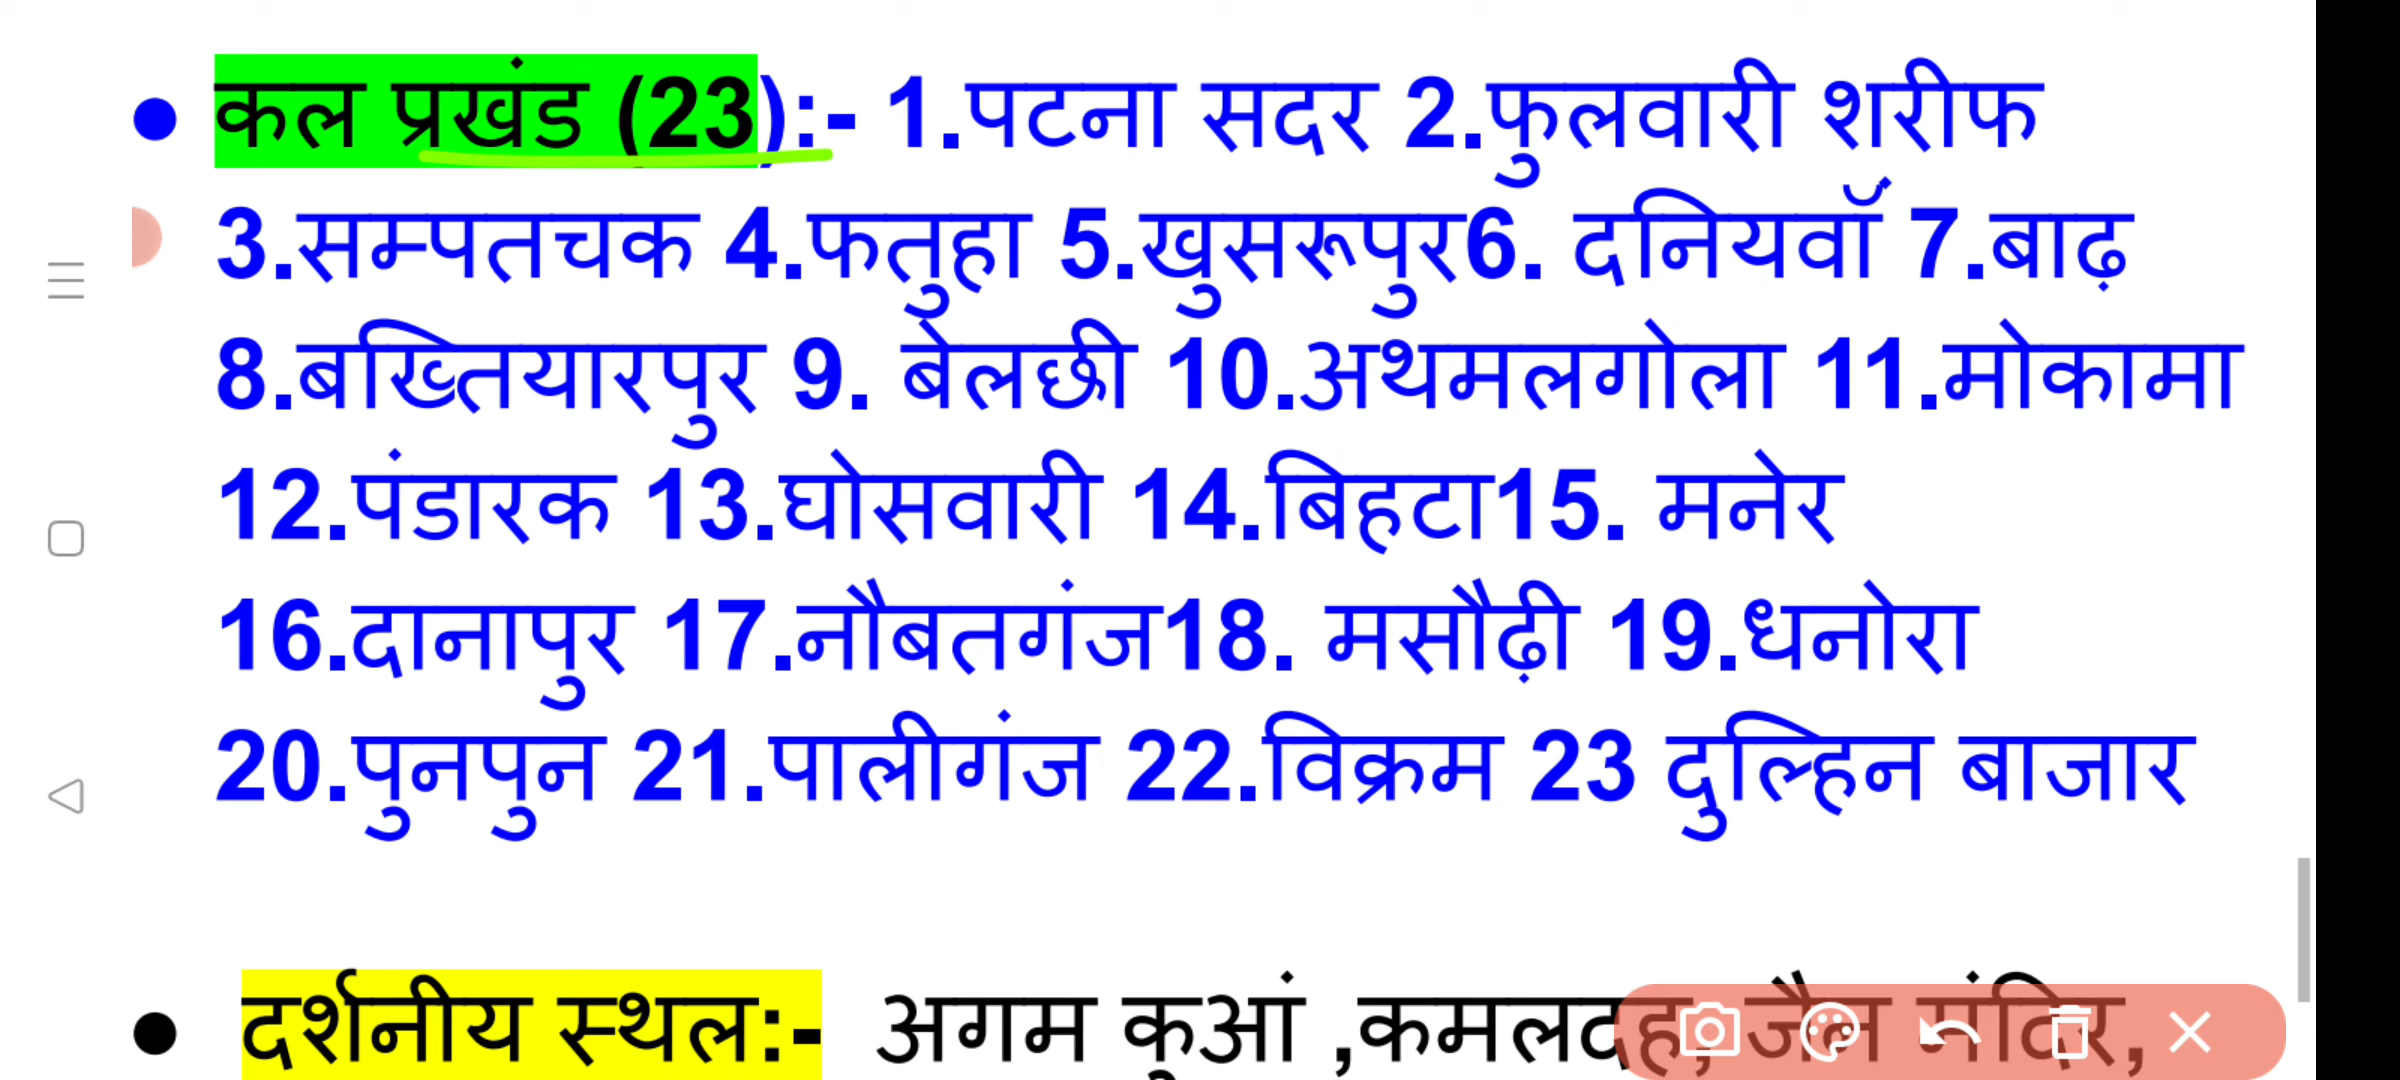 ● कल प्रखंड (23):- 1.पटना सदर 2.फुलवारी शरीफ
3.सम्पतचक 4.फतुहा 5.खुसरूपुर6. दनियवाॅं 7.बाढ़
8.बख्तियारपुर 9. बेलछी 10.अथमलगोला 11.मोकामा
12.पंडारक 13.घोसवारी 14.बिहटा15. मनेर
16.दानापुर 17.नौबतगंज18. मसौढ़ी 19.धनोरा
20.पुनपुन 21.पालीगंज 22.विक्रम 23 दुल्हिन बाजार
● दर्शनीय स्थल:- अगम कुआं ,कमलदह, जैन मंदिर,